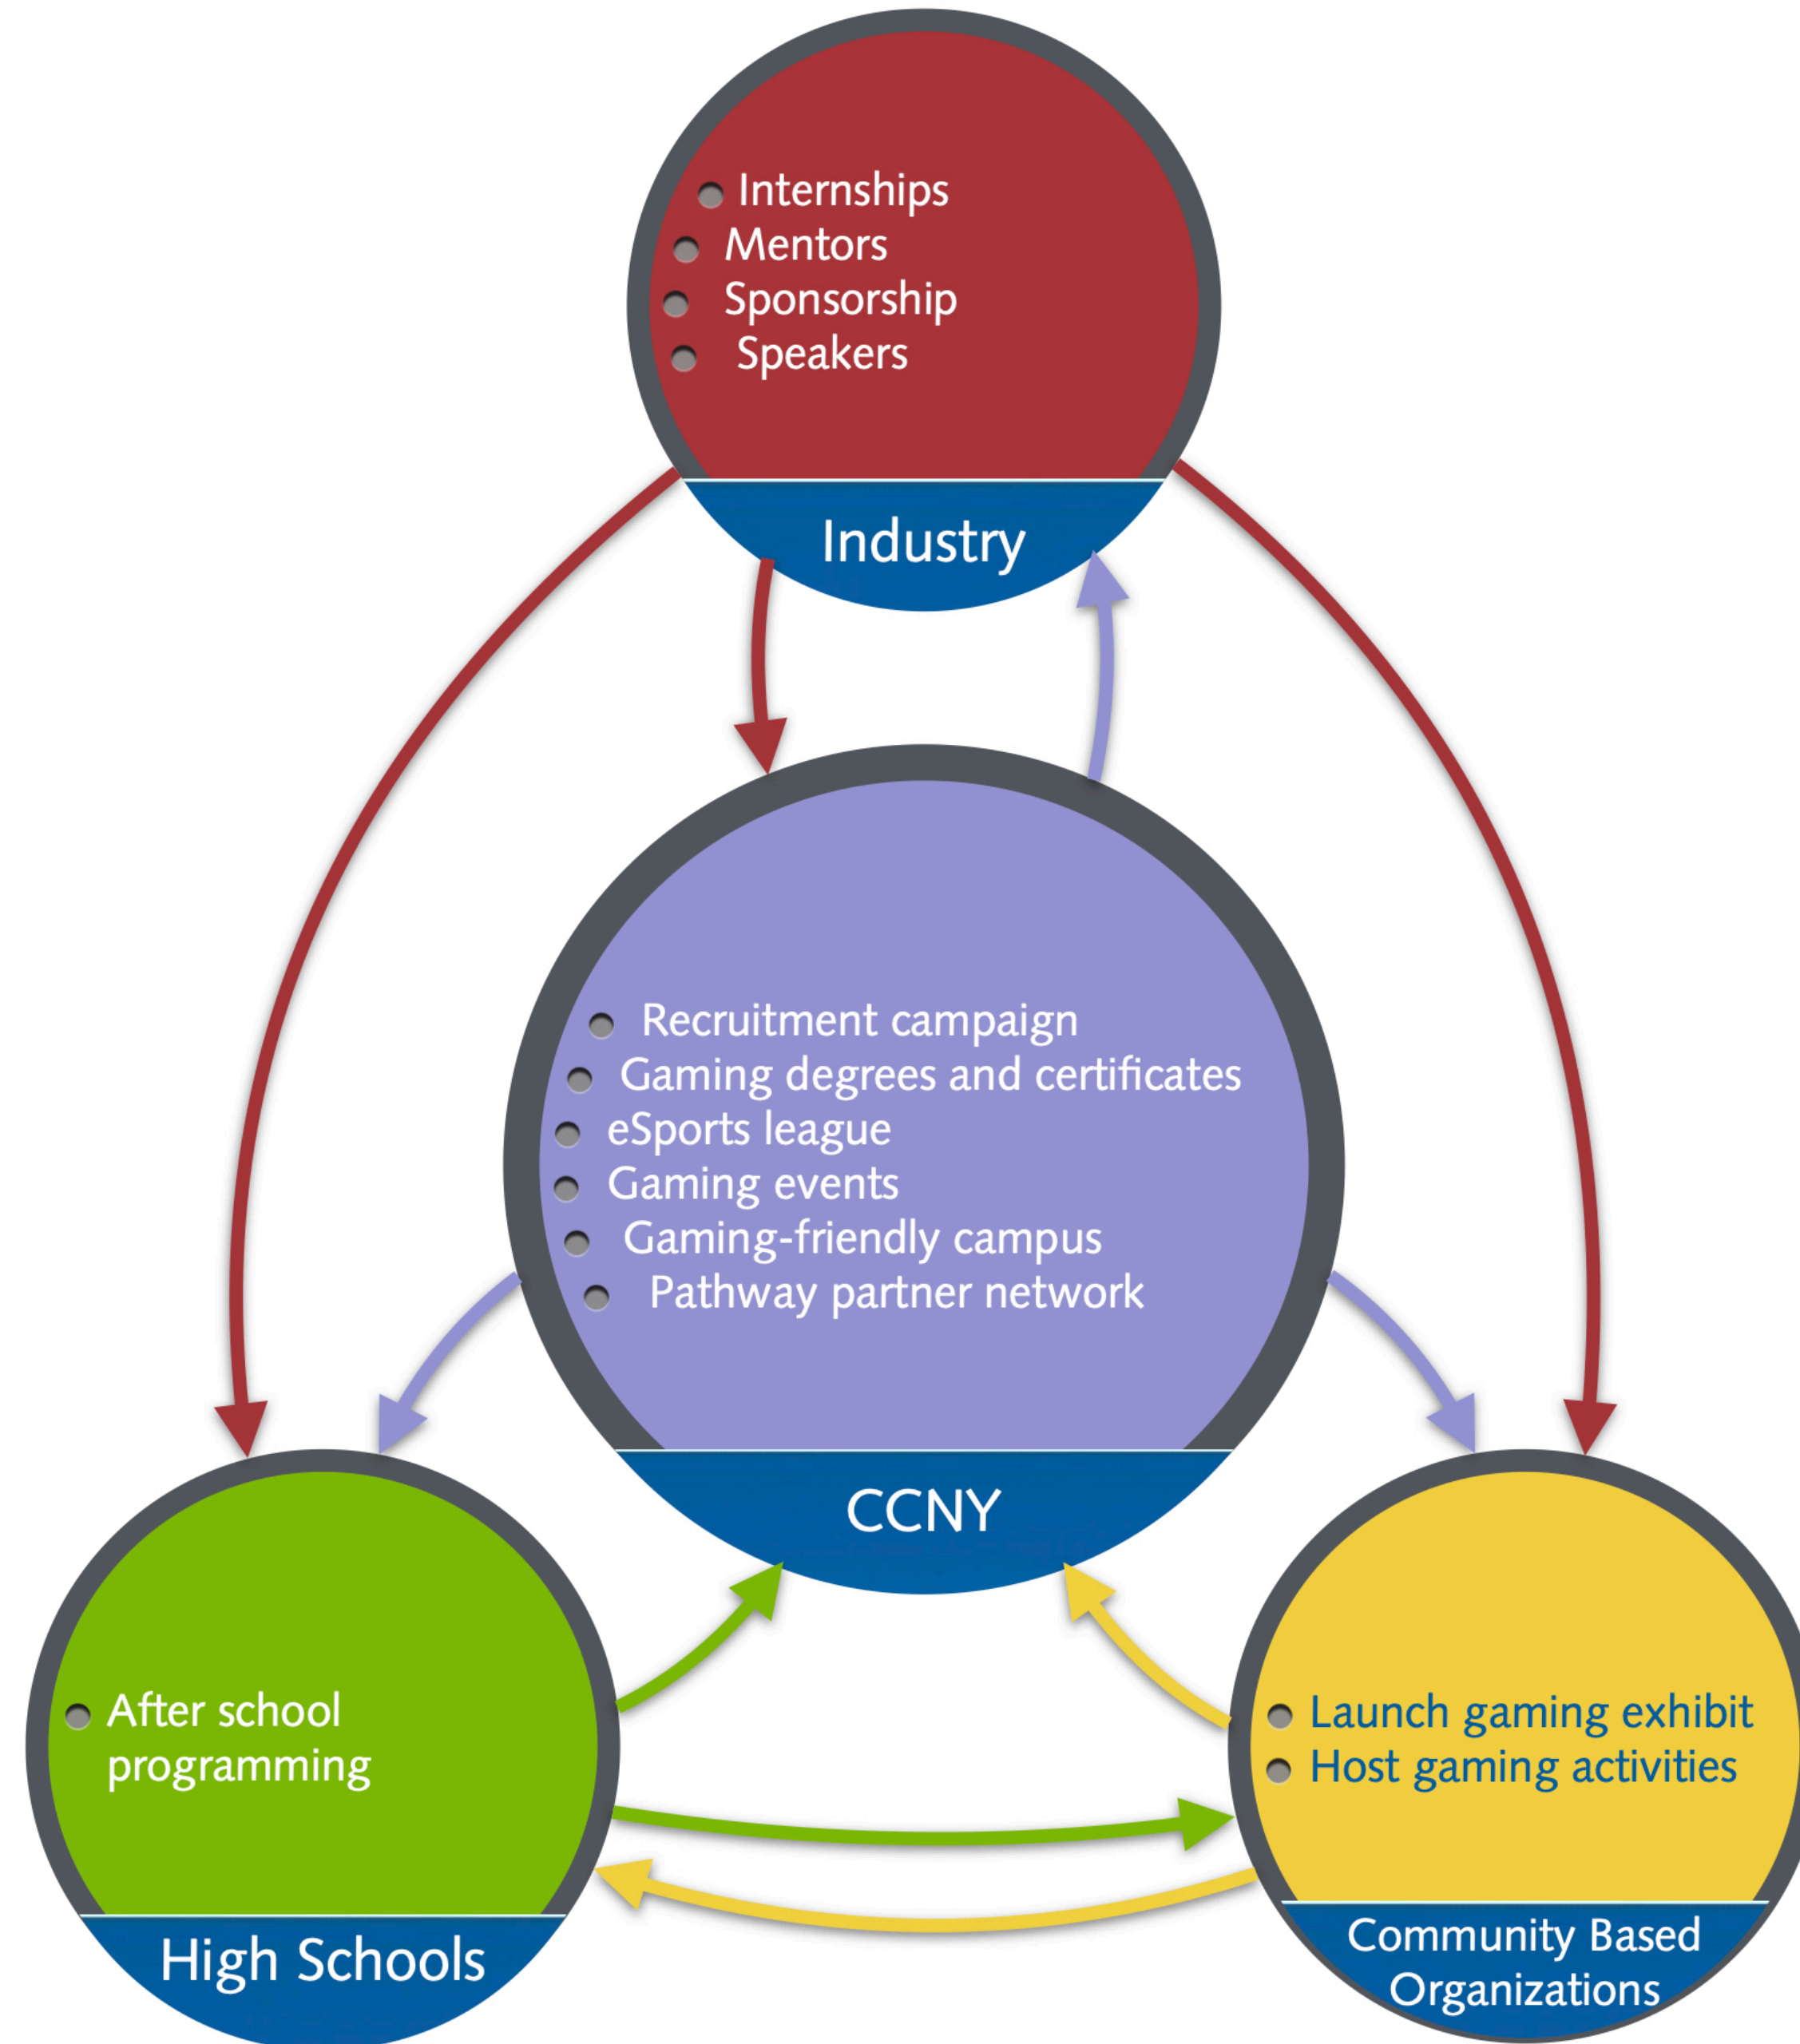 Internships
Mentors
Sponsorship
Speakers
Industry
Recruitment campaign
Gaming degrees and certificates
eSports league
Gaming events
Gaming-friendly campus
Pathway partner network
CCNY
After school
programming
High Schools
Launch gaming exhibit
Host gaming activities
Community Based
Organizations